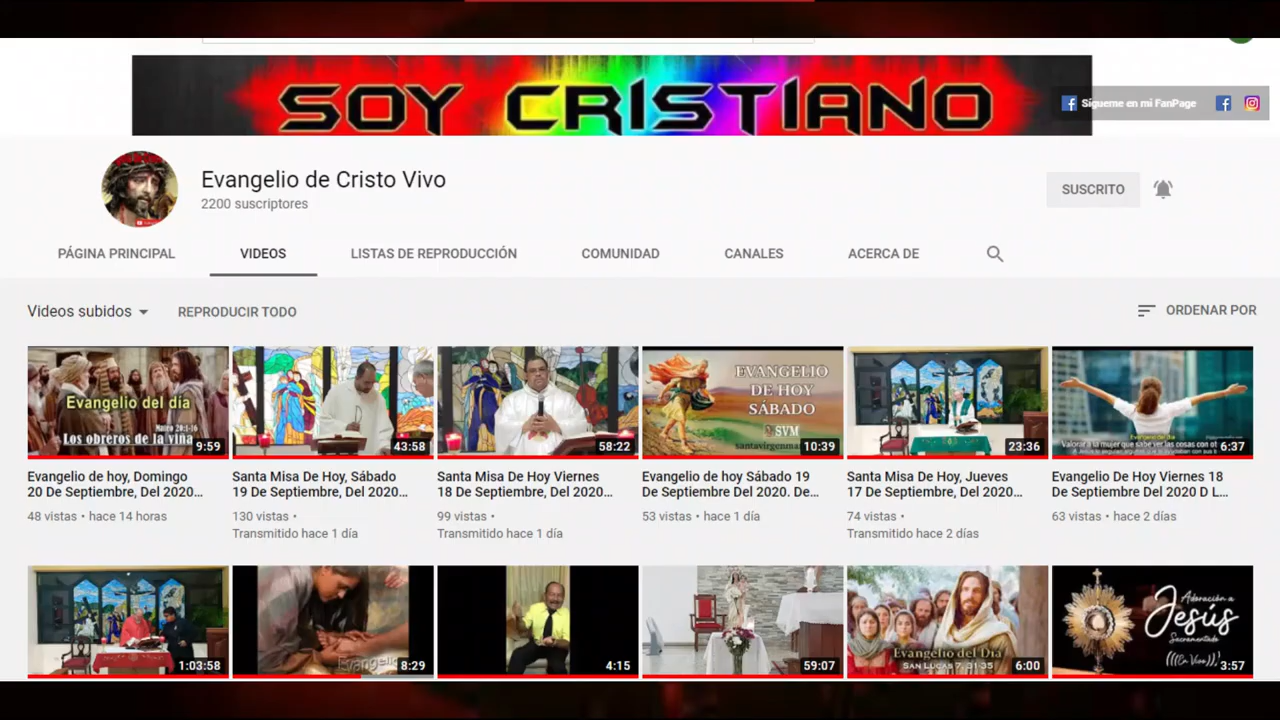 SOY CRISTIANO
Sígueme en mi FanPage
Evangelio de Cristo Vivo
2200 suscriptores
SUSCRITO
PÁGINA PRINCIPAL
VIDEOS
LISTAS DE REPRODUCCIÓN
COMUNIDAD
CANALES
ACERCA DE
Videos subidos
REPRODUCIR TODO
ORDENAR POR
Evangelio del día
Mateo 20:1-16
Los obreros de la viña
9:59
43:58
58:22
EVANGELIO
DE HOY
SÁBADO
SVM
10:39
23:36
Evangelio del día
6:37
Evangelio de hoy, Domingo
20 De Septiembre, Del 2020...
48 vistas • hace 14 horas
Santa Misa De Hoy, Sábado
19 De Septiembre, Del 2020...
130 vistas •
Transmitido hace 1 día
Santa Misa De Hoy Viernes
18 De Septiembre, Del 2020...
99 vistas •
Transmitido hace 1 día
Evangelio de hoy Sábado 19
De Septiembre Del 2020. De...
53 vistas • hace 1 día
Santa Misa De Hoy, Jueves
17 De Septiembre, Del 2020...
74 vistas •
Transmitido hace 2 días
Evangelio De Hoy Viernes 18
De Septiembre Del 2020 D L...
63 vistas • hace 2 días
1:03:58
Evangelio
8:29
4:15
59:07
Evangelio del Día
San Lucas 7, 31-35
6:00
Adoración a
Jesús
Sacramentado
(((En Vivo)))
3:57